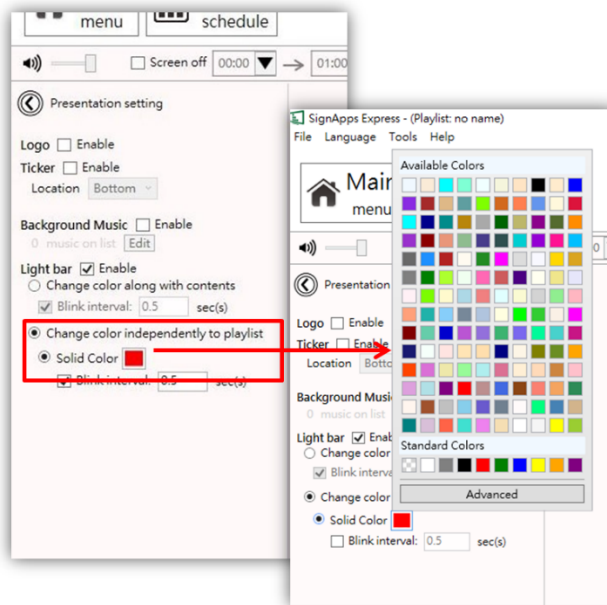 menu
schedule
Screen off 00:00 → 01:00
Presentation setting
Logo Enable
Ticker Enable
Location Bottom
Background Music Enable
0 music on list Edit
Light bar Enable
Change color along with contents
Blink interval: 0.5 sec(s)
Change color independently to playlist
Solid Color
Blink interval: 0.5 sec(s)
SignApps Express - (Playlist: no name)
File Language Tools Help
Main
menu
Presentation
Logo Enable
Ticker Enable
Location Botto
Background Music
0 music on list
Light bar Enab
Change color
Blink interva
Change color
Solid Color
Blink interval: 0.5 sec(s)
Available Colors
Standard Colors
Advanced
0